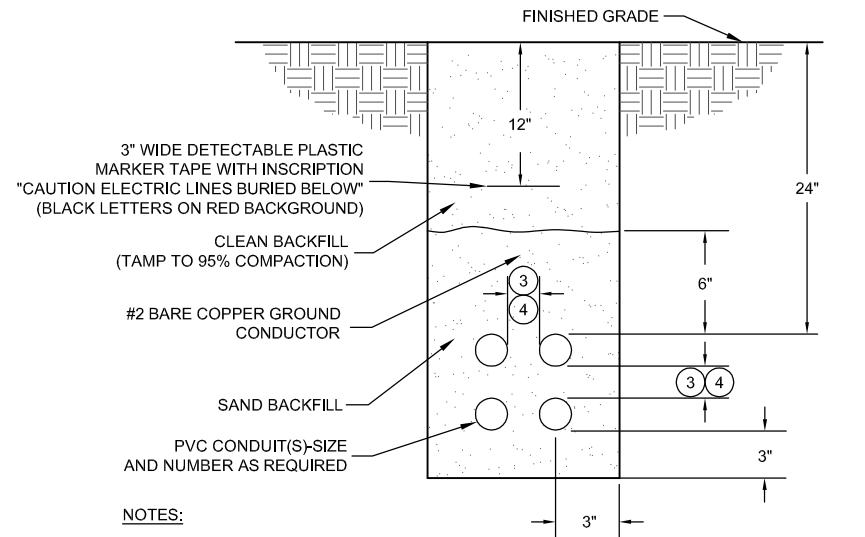 FINISHED GRADE
12"
3" WIDE DETECTABLE PLASTIC
MARKER TAPE WITH INSCRIPTION
"CAUTION ELECTRIC LINES BURIED BELOW"
(BLACK LETTERS ON RED BACKGROUND)
24"
CLEAN BACKFILL
(TAMP TO 95% COMPACTION)
6"
3
4
#2 BARE COPPER GROUND
CONDUCTOR
3 4
SAND BACKFILL
PVC CONDUIT(S)-SIZE
AND NUMBER AS REQUIRED
3"
3"
NOTES: